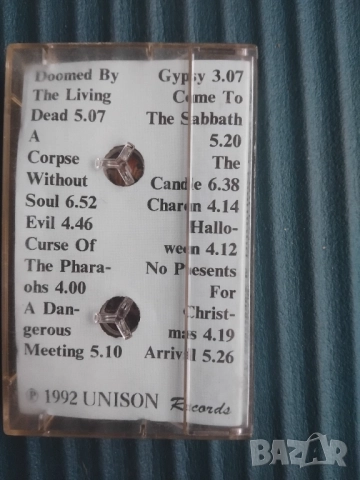 Doomed By
The Living
Dead 5.07
A
Corpse
Without
Soul 6.52
Evil 4.46
Curse Of
The Phara-
ohs 4.00
A Dan-
gerous
Meeting 5.10
Gypsy 3.07
Come To
The Sabbath
5.20
The
Candle 6.38
Charon 4.14
Hallo-
ween 4.12
No Presents
For
Christ-
mas 4.19
Arrival 5.26
℗ 1992 UNISON Records
BAZAR